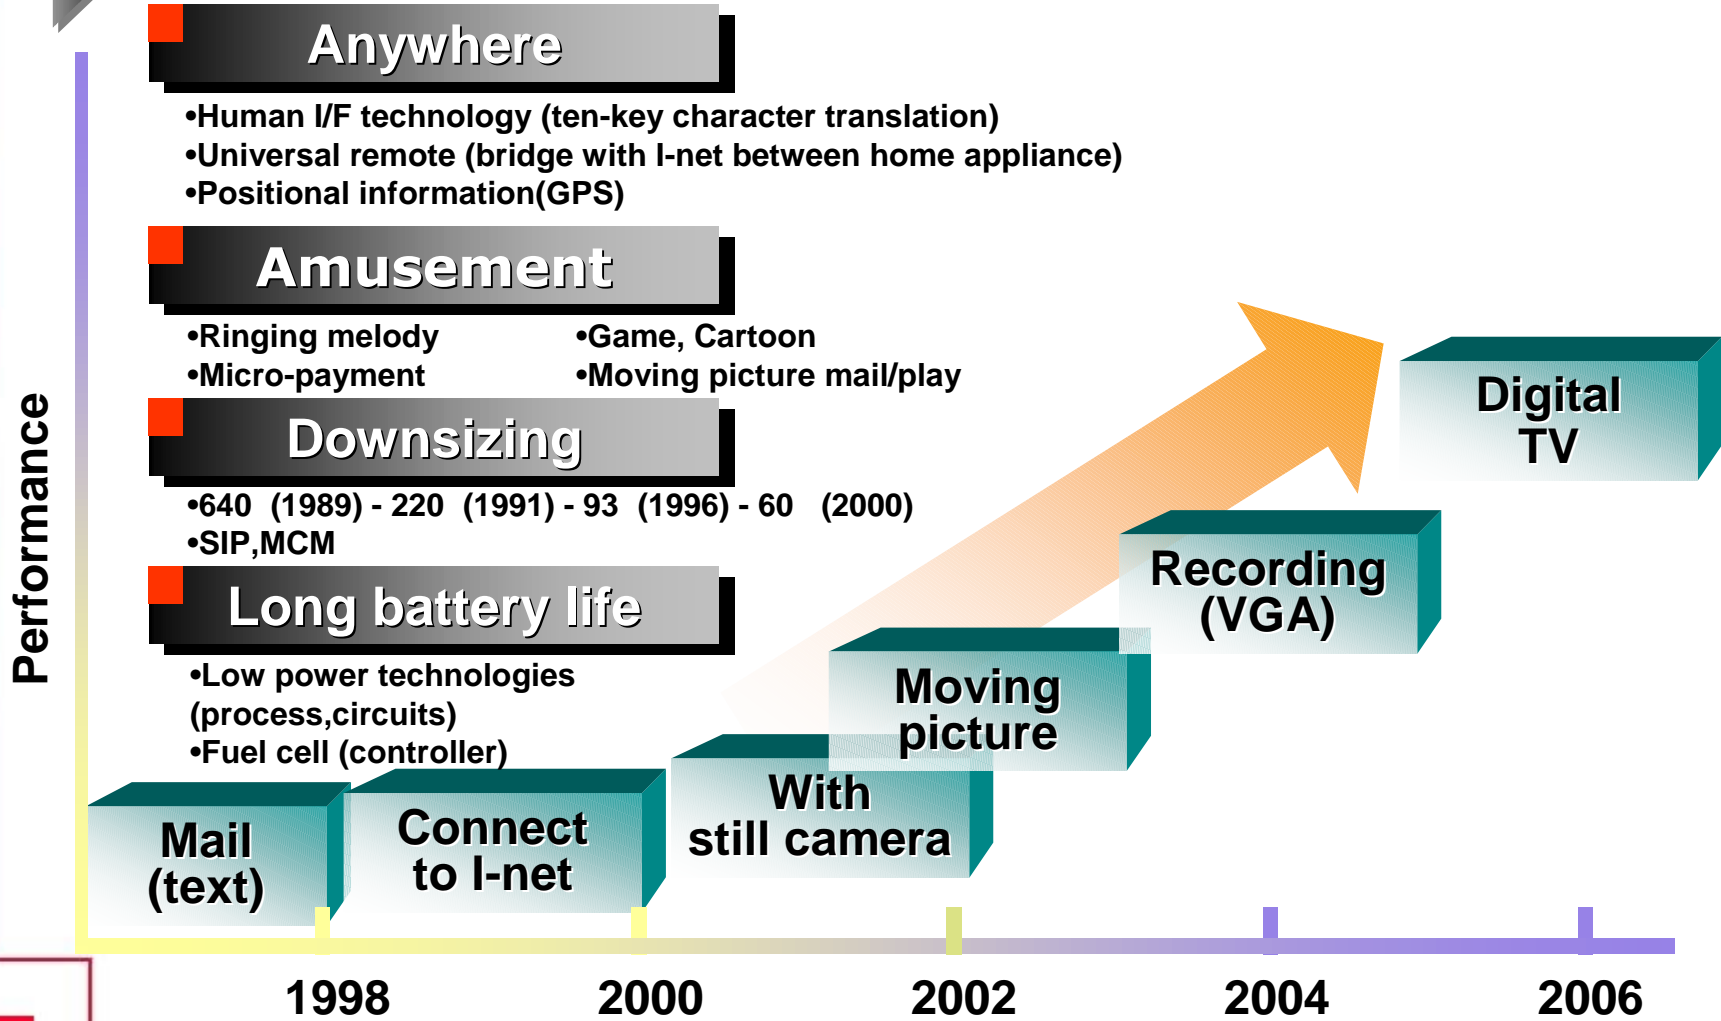 Anywhere
•Human I/F technology (ten-key character translation)
•Universal remote (bridge with I-net between home appliance)
•Positional information(GPS)
Amusement
•Ringing melody
•Game, Cartoon
•Micro-payment
•Moving picture mail/play
Downsizing
•640 (1989) - 220 (1991) - 93 (1996) - 60 (2000)
•SIP,MCM
Long battery life
•Low power technologies
(process,circuits)
•Fuel cell (controller)
Performance
Mail
(text)
Connect
to I-net
With
still camera
Moving
picture
Recording
(VGA)
Digital
TV
1998
2000
2002
2004
2006